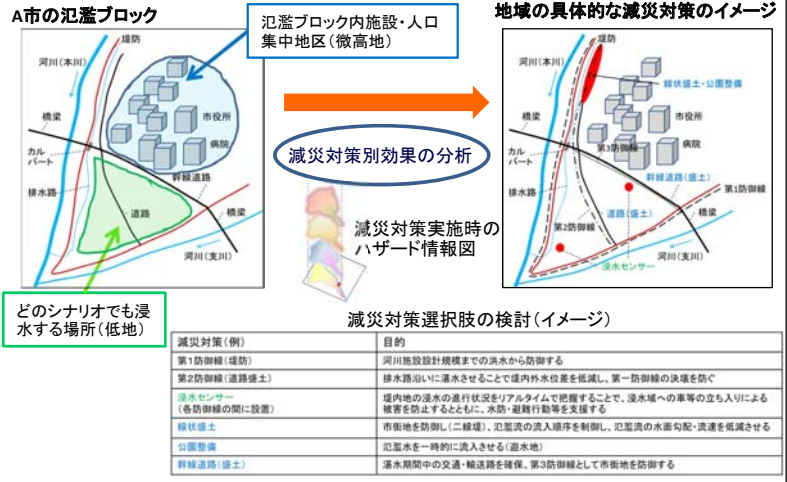 A市の氾濫ブロック
氾濫ブロック内施設・人口
集中地区(微高地)
地域の具体的な減災対策のイメージ
堤防
河川(本川)
橋梁
市役所
病院
カル
バート
幹線道路
排水路
道路
橋梁
河川(支川)
減災対策別効果の分析
減災対策実施時の
ハザード情報図
堤防
河川(本川)
線状盛土・公園整備
橋梁
市役所
病院
第3防御線
カル
バート
幹線道路(盛土)
排水路
第1防御線
道路(盛土)
橋梁
第2防御線
河川(支川)
浸水センサー
どのシナリオでも浸
水する場所(低地)
減災対策選択肢の検討(イメージ)
減災対策(例) 目的
第1防御線(堤防) 河川施設設計規模までの洪水から防御する
第2防御線(道路盛土) 排水路沿いに湛水させることで堤内外水位差を低減し、第一防御線の決壊を防ぐ
浸水センサー
(各防御線の間に設置)
堤内地の浸水の進行状況をリアルタイムで把握することで、浸水域への車等の立ち入りによる
被害を防止するとともに、水防・避難行動等を支援する
線状盛土 市街地を防御し(二線堤)、氾濫流の流入順序を制御し、氾濫流の水面勾配・流速を低減させる
公園整備 氾濫水を一時的に流入させる(遊水地)
幹線道路(盛土) 湛水期間中の交通・輸送路を確保、第3防御線として市街地を防御する